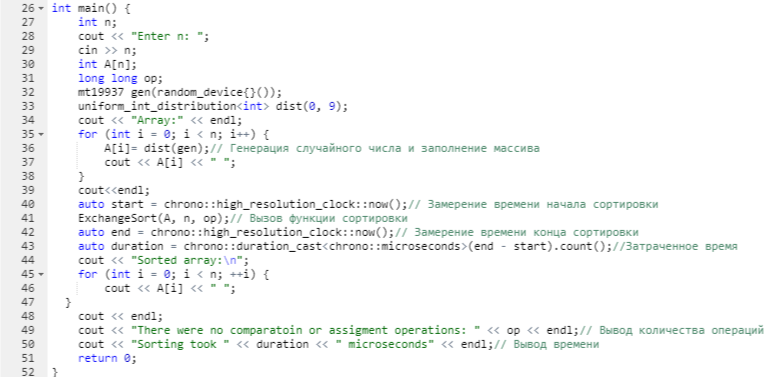 26 int main() {
27 int n;
28 cout << "Enter n: ";
29 cin >> n;
30 int A[n];
31 long long op;
32 mt19937 gen(random_device{}());
33 uniform_int_distribution<int> dist(0, 9);
34 cout << "Array:" << endl;
35 for (int i = 0; i < n; i++) {
36 A[i]= dist(gen);// Генерация случайного числа и заполнение массива
37 cout << A[i] << " ";
38 }
39 cout<<endl;
40 auto start = chrono::high_resolution_clock::now();// Замерение времени начала сортировки
41 ExchangeSort(A, n, op);// Вызов функции сортировки
42 auto end = chrono::high_resolution_clock::now();// Замерение времени конца сортировки
43 auto duration = chrono::duration_cast<chrono::microseconds>(end - start).count();//Затраченное время
44 cout << "Sorted array:\n";
45 for (int i = 0; i < n; ++i) {
46 cout << A[i] << " ";
47 }
48 cout << endl;
49 cout << "There were no comparatoin or assigment operations: " << op << endl;// Вывод количества операций
50 cout << "Sorting took " << duration << " microseconds" << endl;// Вывод времени
51 return 0;
52 }